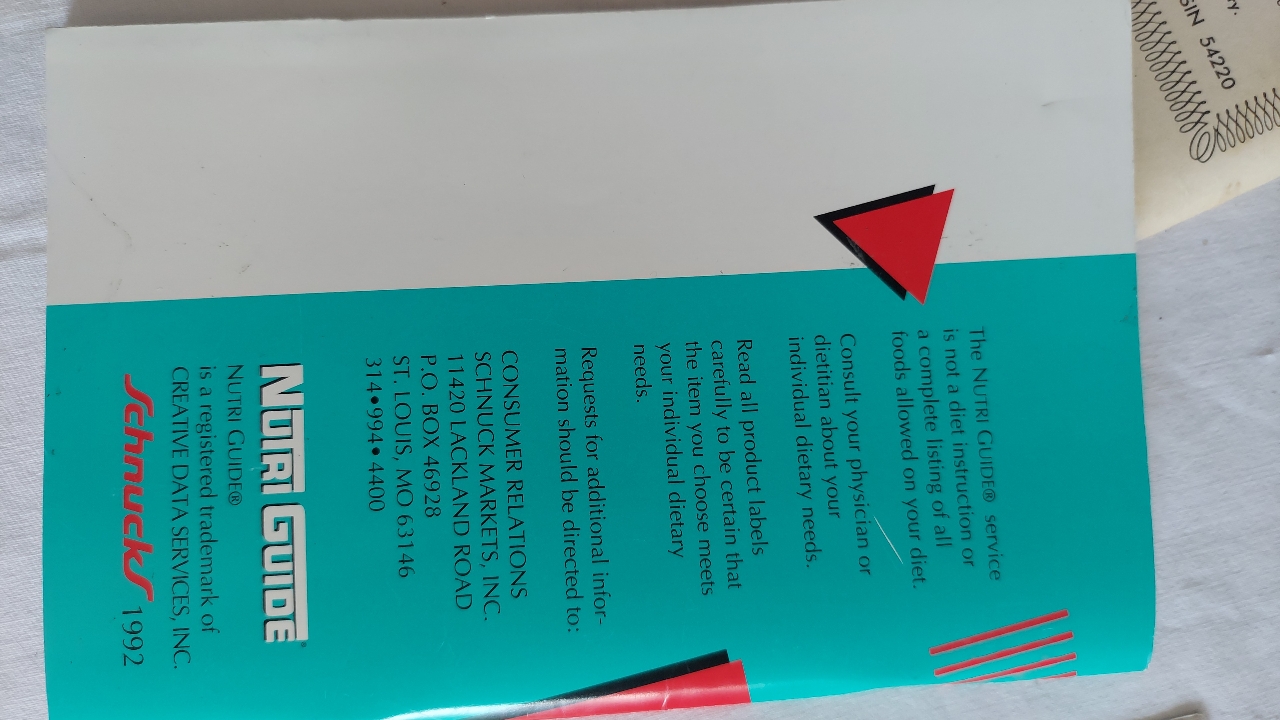 The NUTRI GUIDE® service
is not a diet instruction or
a complete listing of all
foods allowed on your diet.
Consult your physician or
dietitian about your
individual dietary needs.
Read all product labels
carefully to be certain that
the item you choose meets
your individual dietary
needs.
Requests for additional infor-
mation should be directed to:
CONSUMER RELATIONS
SCHNUCK MARKETS, INC.
11420 LACKLAND ROAD
P.O. BOX 46928
ST. LOUIS, MO 63146
314•994•4400
NUTRI GUIDE®
NUTRI GUIDE®
is a registered trademark of
CREATIVE DATA SERVICES, INC.
Schnucks 1992
54220